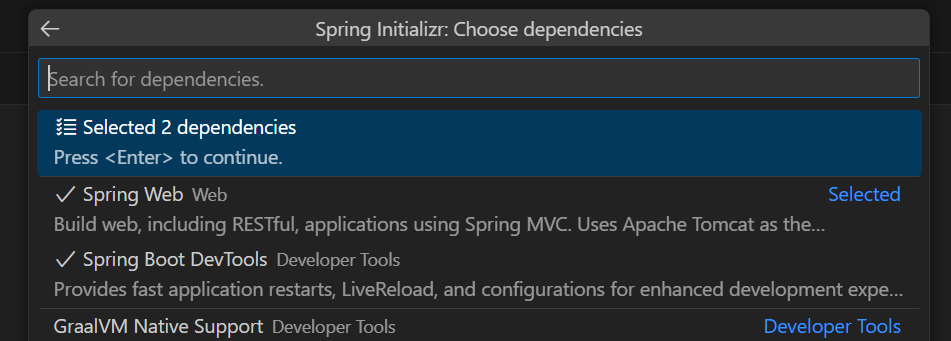 Spring Initializr: Choose dependencies
Search for dependencies.
Selected 2 dependencies
Press <Enter> to continue.
Spring Web Web Selected
Build web, including RESTful, applications using Spring MVC. Uses Apache Tomcat as the...
Spring Boot DevTools Developer Tools
Provides fast application restarts, LiveReload, and configurations for enhanced development expe...
GraalVM Native Support Developer Tools Developer Tools